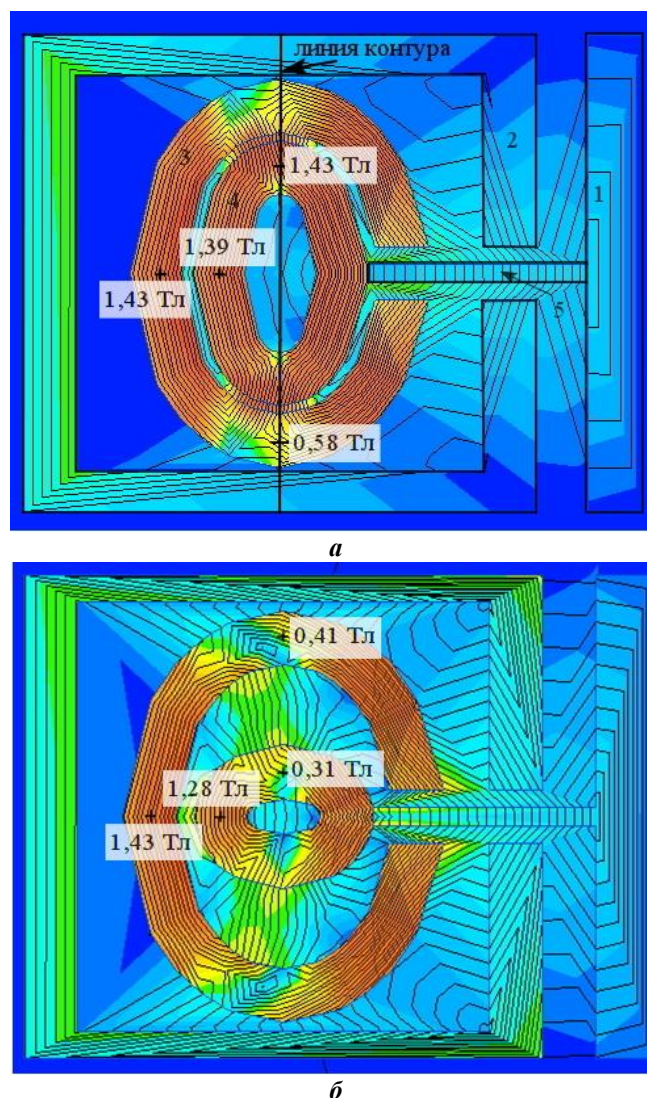 линия контура
2
3
1,43 Тл
1
4
1,39 Тл
1,43 Тл
5
0,58 Тл
а
0,41 Тл
0,31 Тл
1,28 Тл
1,43 Тл
б